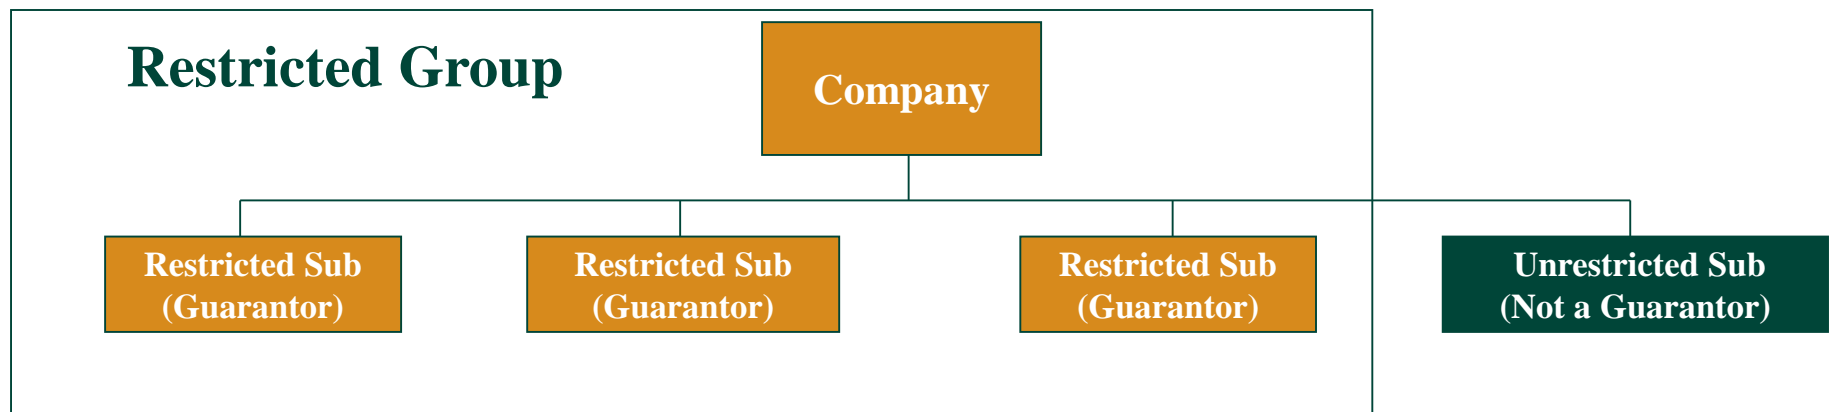 Restricted Group
Company
Restricted Sub
(Guarantor)
Restricted Sub
(Guarantor)
Restricted Sub
(Guarantor)
Unrestricted Sub
(Not a Guarantor)